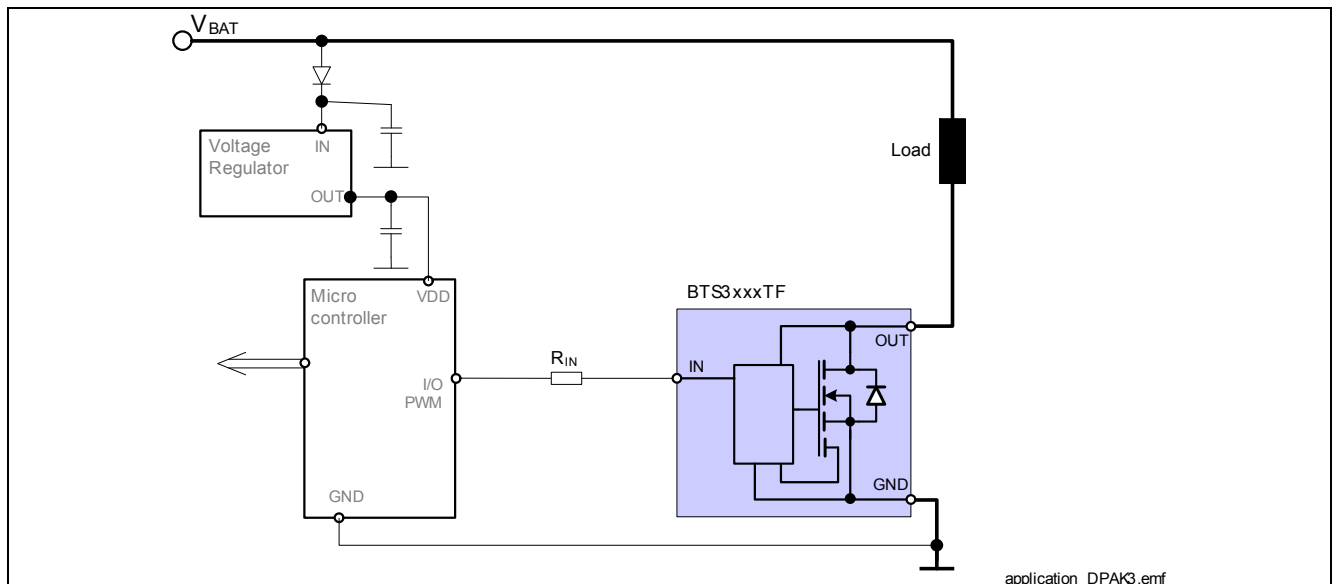 VBAT
Voltage
Regulator
IN
OUT
Load
Micro
controller
VDD
I/O
PWM
GND
RIN
BTS3xxxTF
IN
OUT
GND
application_DPAK3.emf